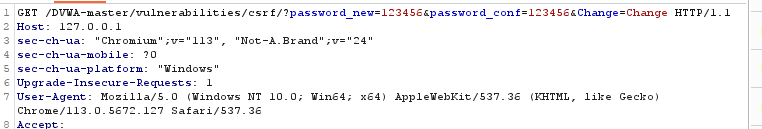 1 GET /DVWA-master/vulnerabilities/csrf/?password_new=123456&password_conf=123456&Change=Change HTTP/1.1
2 Host: 127.0.0.1
3 sec-ch-ua: "Chromium";v="113", "Not-A.Brand";v="24"
4 sec-ch-ua-mobile: ?0
5 sec-ch-ua-platform: "Windows"
6 Upgrade-Insecure-Requests: 1
7 User-Agent: Mozilla/5.0 (Windows NT 10.0; Win64; x64) AppleWebKit/537.36 (KHTML, like Gecko)
Chrome/113.0.5672.127 Safari/537.36
8 Accept: